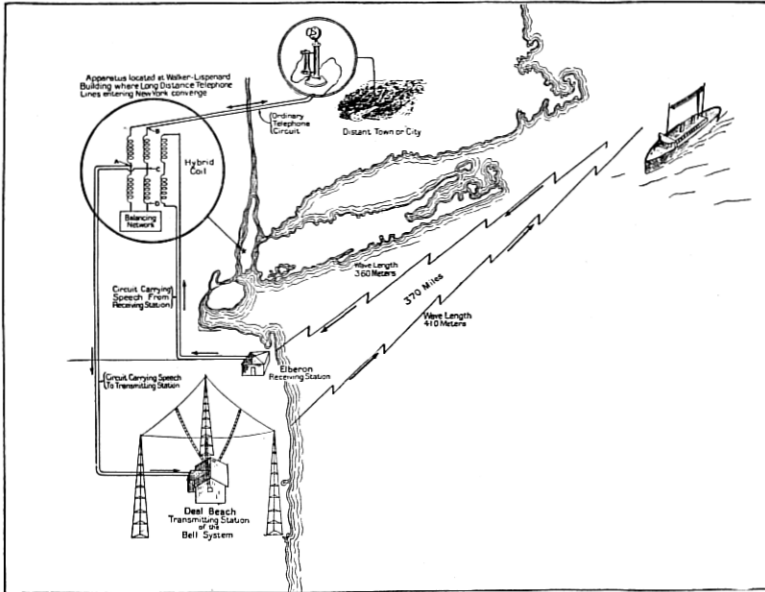 Apparatus located at Walker-Lispenard
Building where Long Distance Telephone
Lines entering New York converge
Ordinary
Telephone
Circuit
Distant Town or City
Hybrid
Coil
Balancing
Network
Wave Length
360 Meters
370 Miles
Wave Length
410 Meters
Circuit Carrying
Speech From
Receiving Station
Elberon
Receiving Station
Circuit Carrying Speech
To Transmitting Station
Deal Beach
Transmitting Station
of the
Bell System